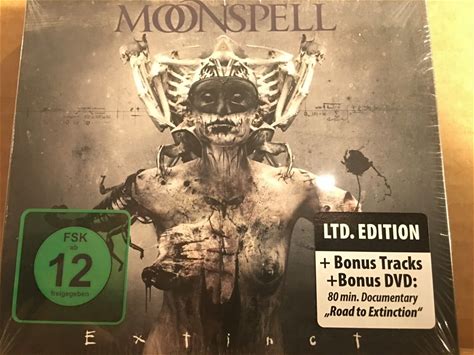 MOONSPELL
FSK
ab
12
freigegeben
LTD. EDITION
+ Bonus Tracks
+Bonus DVD:
80 min. Documentary
„Road to Extinction“
Extinct